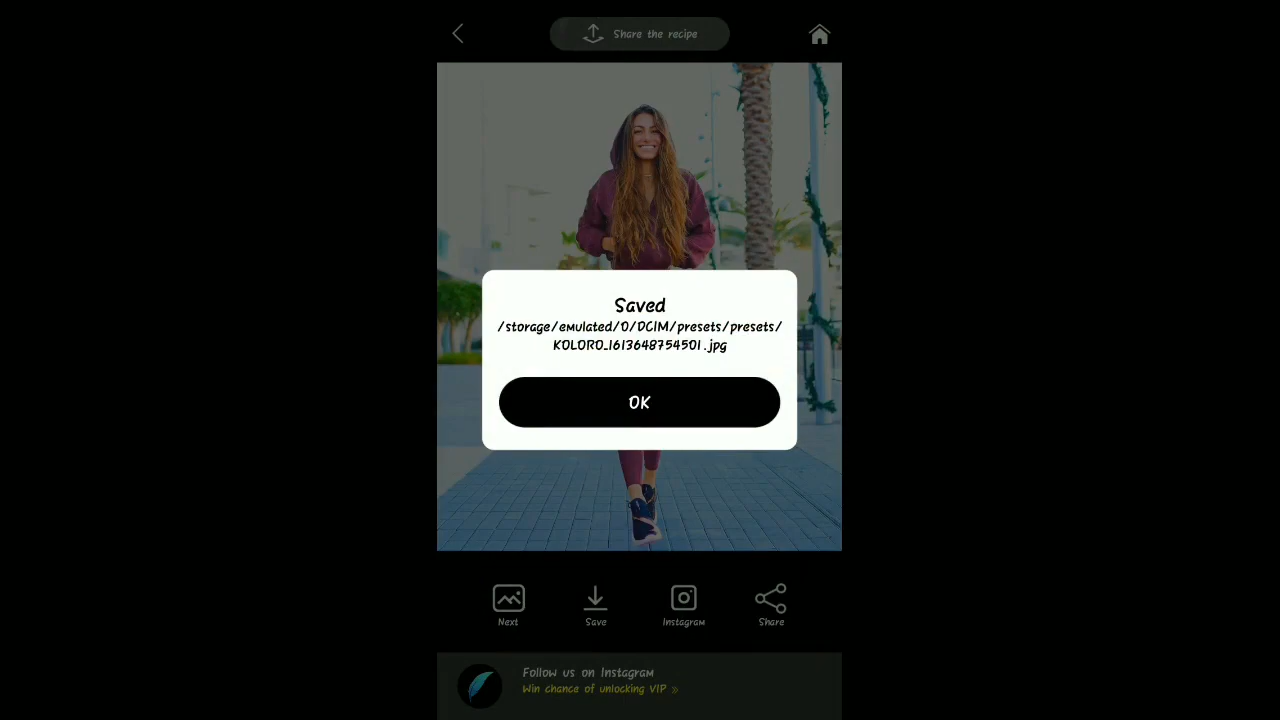 Share the recipe
Saved
/storage/emulated/0/DCIM/presets/presets/
KOLORO_1613648754501.jpg
OK
Next
Save
Instagram
Share
Follow us on Instagram
Win chance of unlocking VIP »